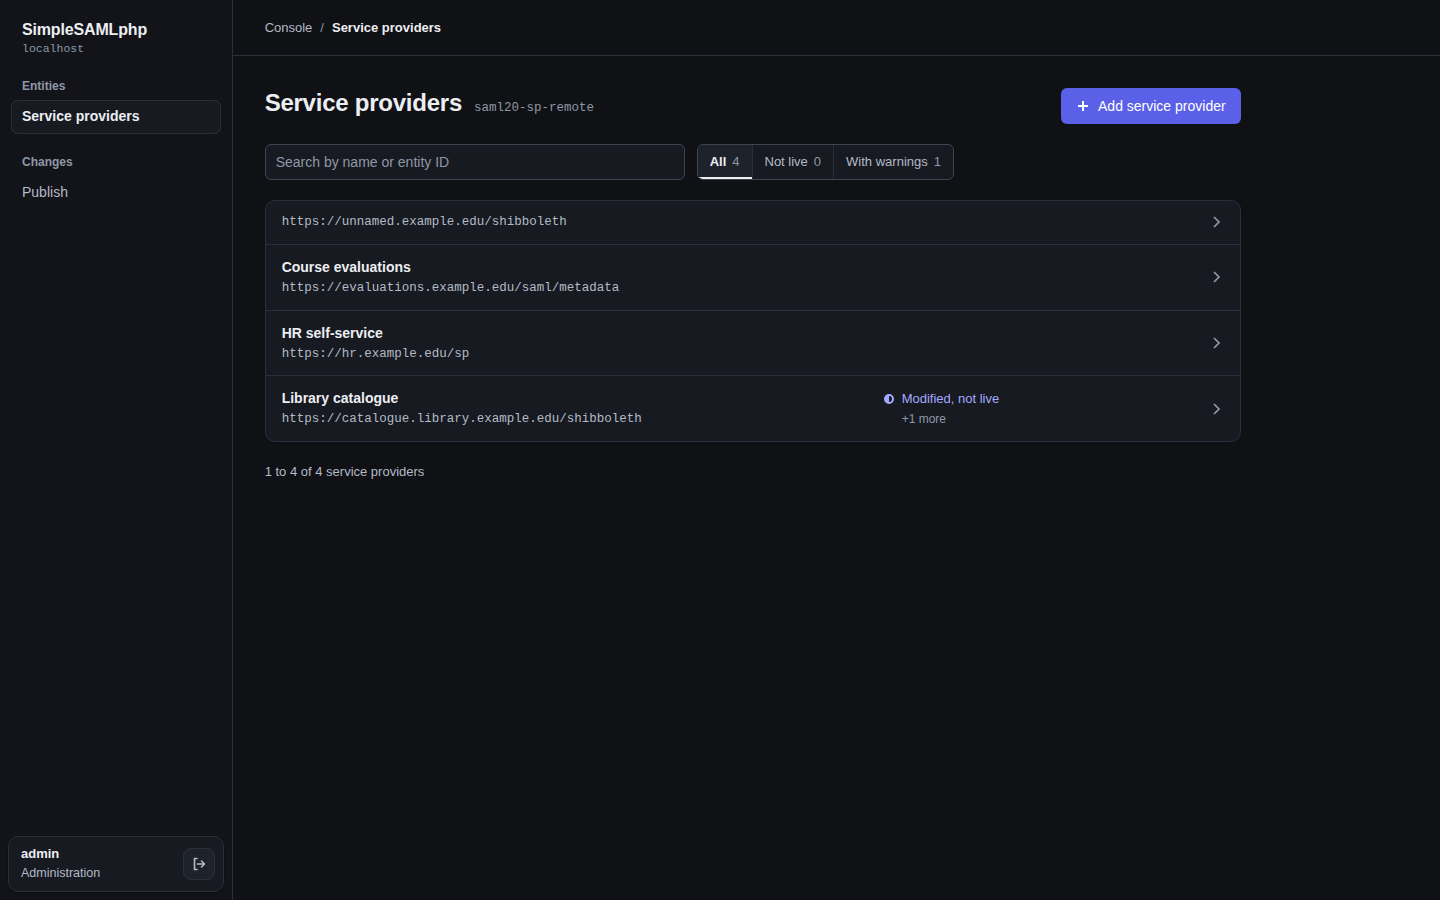 SimpleSAMLphp
localhost
Entities
Service providers
Changes
Publish
admin
Administration
Console / Service providers
Service providers saml20-sp-remote
Add service provider
Search by name or entity ID
All 4 Not live 0 With warnings 1
https://unnamed.example.edu/shibboleth
Course evaluations
https://evaluations.example.edu/saml/metadata
HR self-service
https://hr.example.edu/sp
Library catalogue
https://catalogue.library.example.edu/shibboleth
Modified, not live
+1 more
1 to 4 of 4 service providers